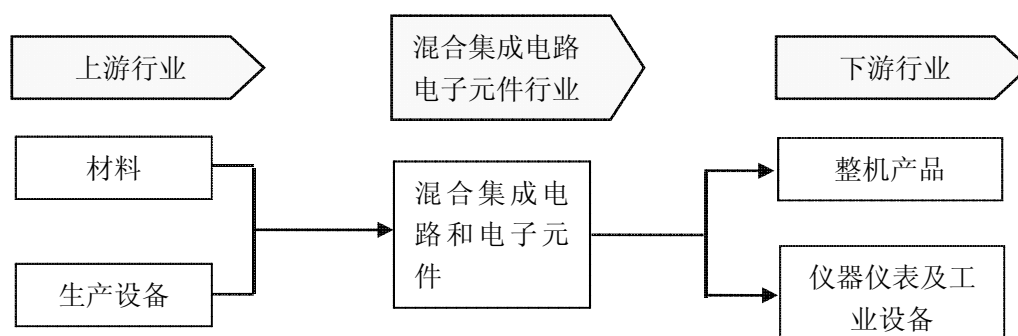 上游行业
混合集成电路
电子元件行业
下游行业
材料
生产设备
混合集成电
路和电子元
件
整机产品
仪器仪表及工
业设备